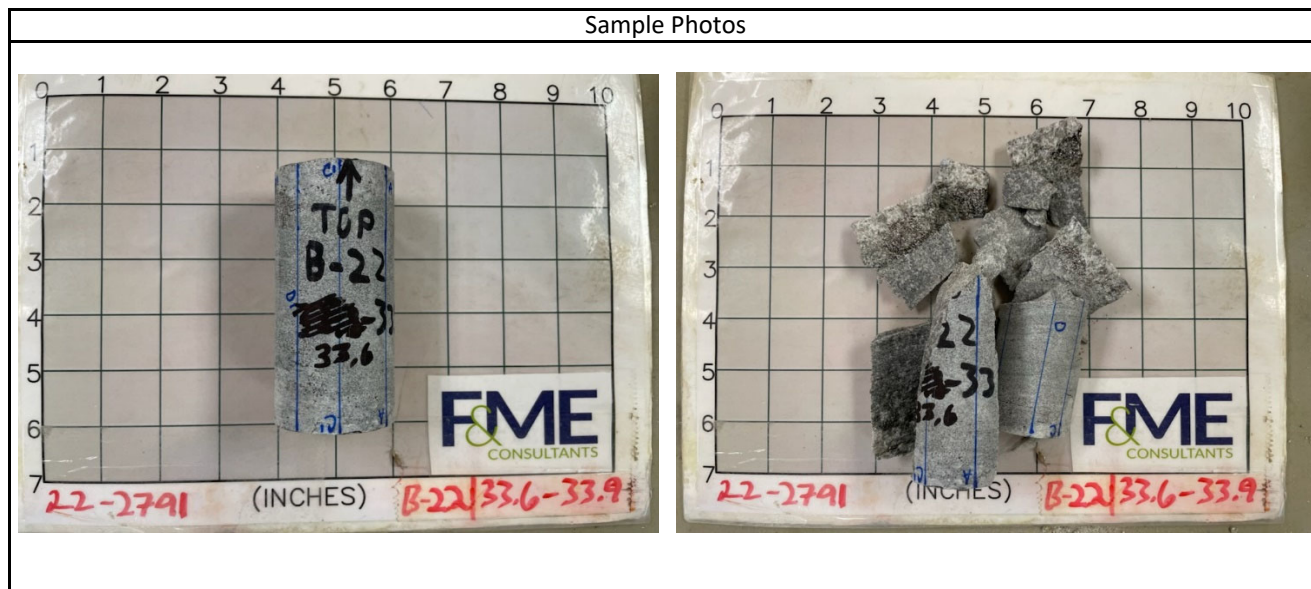 Sample Photos
0 1 2 3 4 5 6 7 8 9 10
1
2
3
4
5
6
7
TOP
B-22
33.6
F&ME
CONSULTANTS
22-2791 (INCHES) B-22 33.6-33.9
0 1 2 3 4 5 6 7 8 9 10
1
2
3
4
5
6
7
22
-33
33.6
D
A
F&ME
CONSULTANTS
22-2791 (INCHES) B-22 33.6-33.9